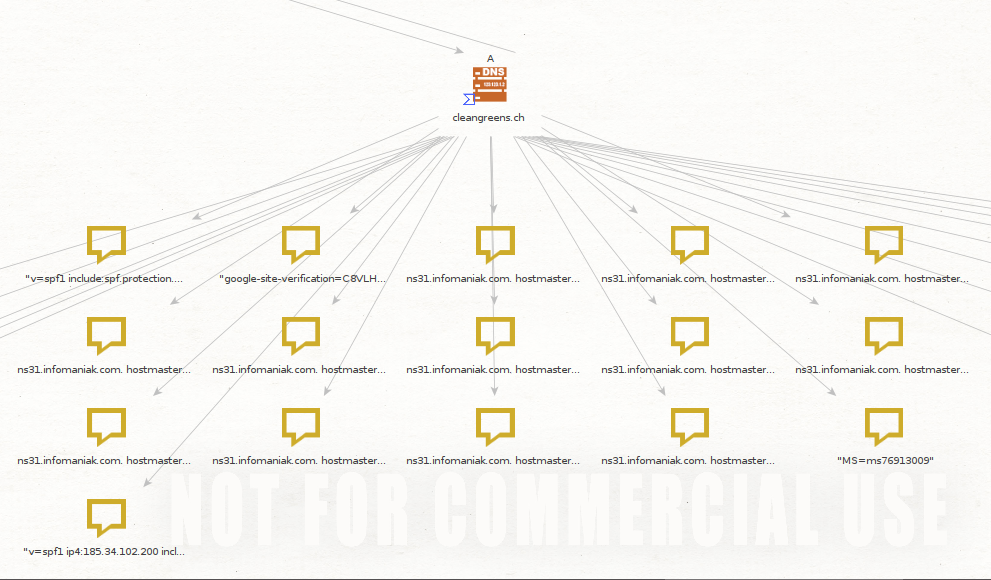 A
DNS
cleangreens.ch
"v=spf1 include:spf.protection....
"google-site-verification=C8VLH...
ns31.infomaniak.com. hostmaster...
ns31.infomaniak.com. hostmaster...
ns31.infomaniak.com. hostmaster...
ns31.infomaniak.com. hostmaster...
ns31.infomaniak.com. hostmaster...
ns31.infomaniak.com. hostmaster...
ns31.infomaniak.com. hostmaster...
ns31.infomaniak.com. hostmaster...
ns31.infomaniak.com. hostmaster...
ns31.infomaniak.com. hostmaster...
ns31.infomaniak.com. hostmaster...
ns31.infomaniak.com. hostmaster...
"MS=ms76913009"
NOT FOR COMMERCIAL USE
"v=spf1 ip4:185.34.102.200 incl...